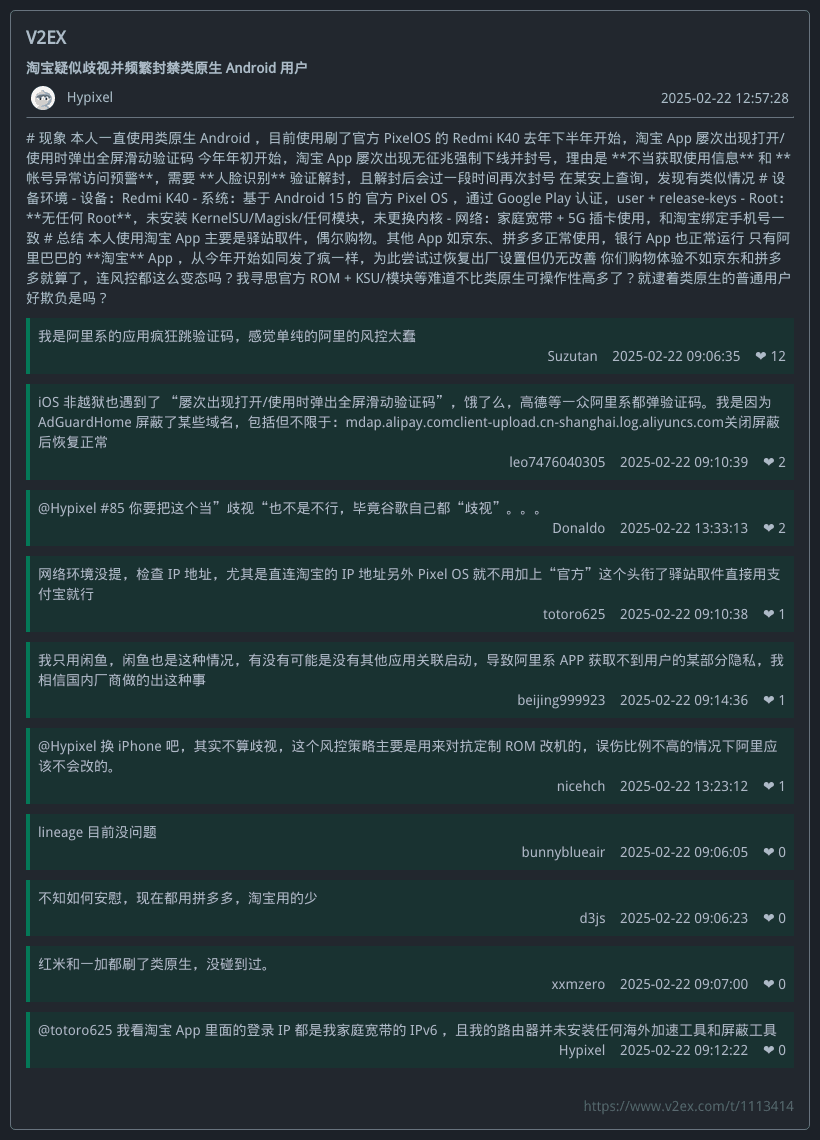 V2EX
淘宝疑似歧视并频繁封禁类原生 Android 用户
Hypixel 2025-02-22 12:57:28
# 现象 本人一直使用类原生 Android ，目前使用刷了官方 PixelOS 的 Redmi K40 去年下半年开始，淘宝 App 屡次出现打开/
使用时弹出全屏滑动验证码 今年年初开始，淘宝 App 屡次出现无征兆强制下线并封号，理由是 **不当获取使用信息** 和 **
帐号异常访问预警**，需要 **人脸识别** 验证解封，且解封后会过一段时间再次封号 在某安上查询，发现有类似情况 # 设
备环境 - 设备：Redmi K40 - 系统：基于 Android 15 的 官方 Pixel OS ，通过 Google Play 认证，user + release-keys - Root：
**无任何 Root**，未安装 KernelSU/Magisk/任何模块，未更换内核 - 网络：家庭宽带 + 5G 插卡使用，和淘宝绑定手机号一
致 # 总结 本人使用淘宝 App 主要是驿站取件，偶尔购物。其他 App 如京东、拼多多正常使用，银行 App 也正常运行 只有阿
里巴巴的 **淘宝** App ，从今年开始如同发了疯一样，为此尝试过恢复出厂设置但仍无改善 你们购物体验不如京东和拼多
多就算了，连风控都这么变态吗？我寻思官方 ROM + KSU/模块等难道不比类原生可操作性高多了？就逮着类原生的普通用户
好欺负是吗？
我是阿里系的应用疯狂跳验证码，感觉单纯的阿里的风控太蠢
Suzutan 2025-02-22 09:06:35 ❤ 12
iOS 非越狱也遇到了 “屡次出现打开/使用时弹出全屏滑动验证码”，饿了么，高德等一众阿里系都弹验证码。我是因为
AdGuardHome 屏蔽了某些域名，包括但不限于：mdap.alipay.comclient-upload.cn-shanghai.log.aliyuncs.com关闭屏蔽
后恢复正常
leo7476040305 2025-02-22 09:10:39 ❤ 2
@Hypixel #85 你要把这个当”歧视“也不是不行，毕竟谷歌自己都“歧视”。。。
Donaldo 2025-02-22 13:33:13 ❤ 2
网络环境没提，检查 IP 地址，尤其是直连淘宝的 IP 地址另外 Pixel OS 就不用加上“官方”这个头衔了驿站取件直接用支
付宝就行
totoro625 2025-02-22 09:10:38 ❤ 1
我只用闲鱼，闲鱼也是这种情况，有没有可能是没有其他应用关联启动，导致阿里系 APP 获取不到用户的某部分隐私，我
相信国内厂商做的出这种事
beijing999923 2025-02-22 09:14:36 ❤ 1
@Hypixel 换 iPhone 吧，其实不算歧视，这个风控策略主要是用来对抗定制 ROM 改机的，误伤比例不高的情况下阿里应
该不会改的。
nicehch 2025-02-22 13:23:12 ❤ 1
lineage 目前没问题
bunnyblueair 2025-02-22 09:06:05 ❤ 0
不知如何安慰，现在都用拼多多，淘宝用的少
d3js 2025-02-22 09:06:23 ❤ 0
红米和一加都刷了类原生，没碰到过。
xxmzero 2025-02-22 09:07:00 ❤ 0
@totoro625 我看淘宝 App 里面的登录 IP 都是我家庭宽带的 IPv6 ，且我的路由器并未安装任何海外加速工具和屏蔽工具
Hypixel 2025-02-22 09:12:22 ❤ 0
https://www.v2ex.com/t/1113414